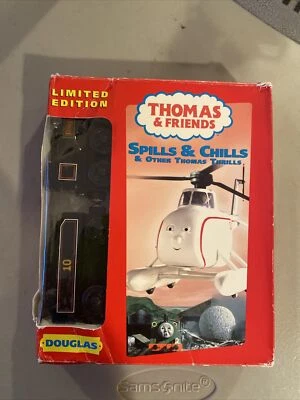 LIMITED
EDITION
THOMAS
& FRIENDS
SPILLS & CHILLS
& OTHER THOMAS THRILLS
10
DOUGLAS
Samsonite®